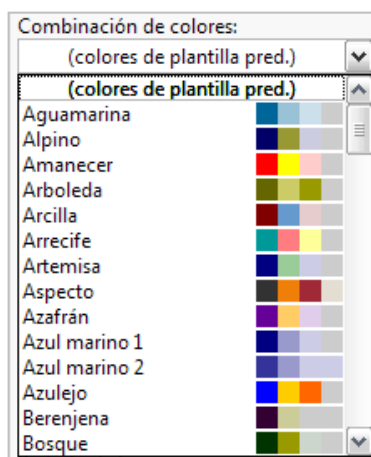 Combinación de colores:
(colores de plantilla pred.)
(colores de plantilla pred.)
Aguamarina
Alpino
Amanecer
Arboleda
Arcilla
Arrecife
Artemisa
Aspecto
Azafrán
Azul marino 1
Azul marino 2
Azulejo
Berenjena
Bosque